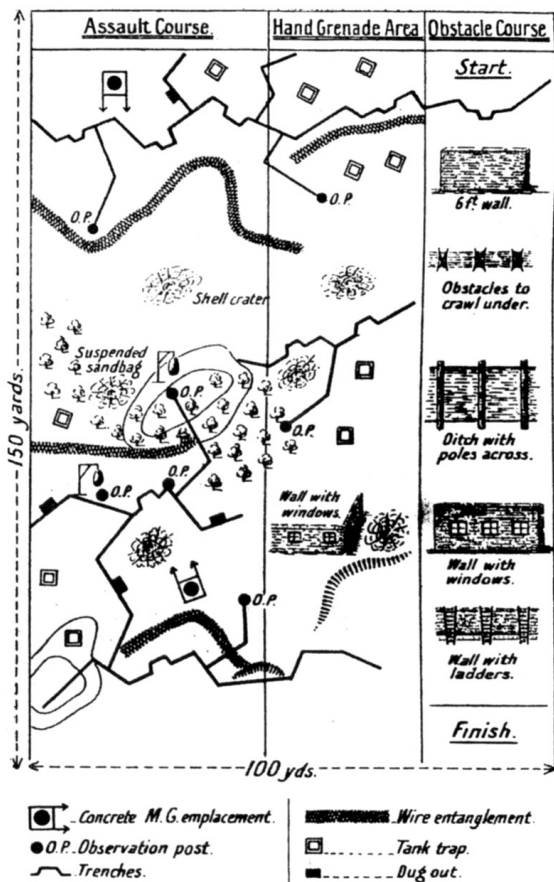 Assault Course.
Hand Grenade Area
Obstacle Course
Start.
6 ft. wall.
O.P.
O.P.
Obstacles to
crawl under.
Shell crater
Suspended
sandbag
O.P.
O.P.
Ditch with
poles across.
O.P.
O.P.
Wall with
windows.
Wall with
windows.
O.P.
Wall with
ladders.
Finish.
150 yards.
100 yds.
Concrete M.G. emplacement.
O.P. Observation post.
Trenches.
Wire entanglement.
Tank trap.
Dug out.